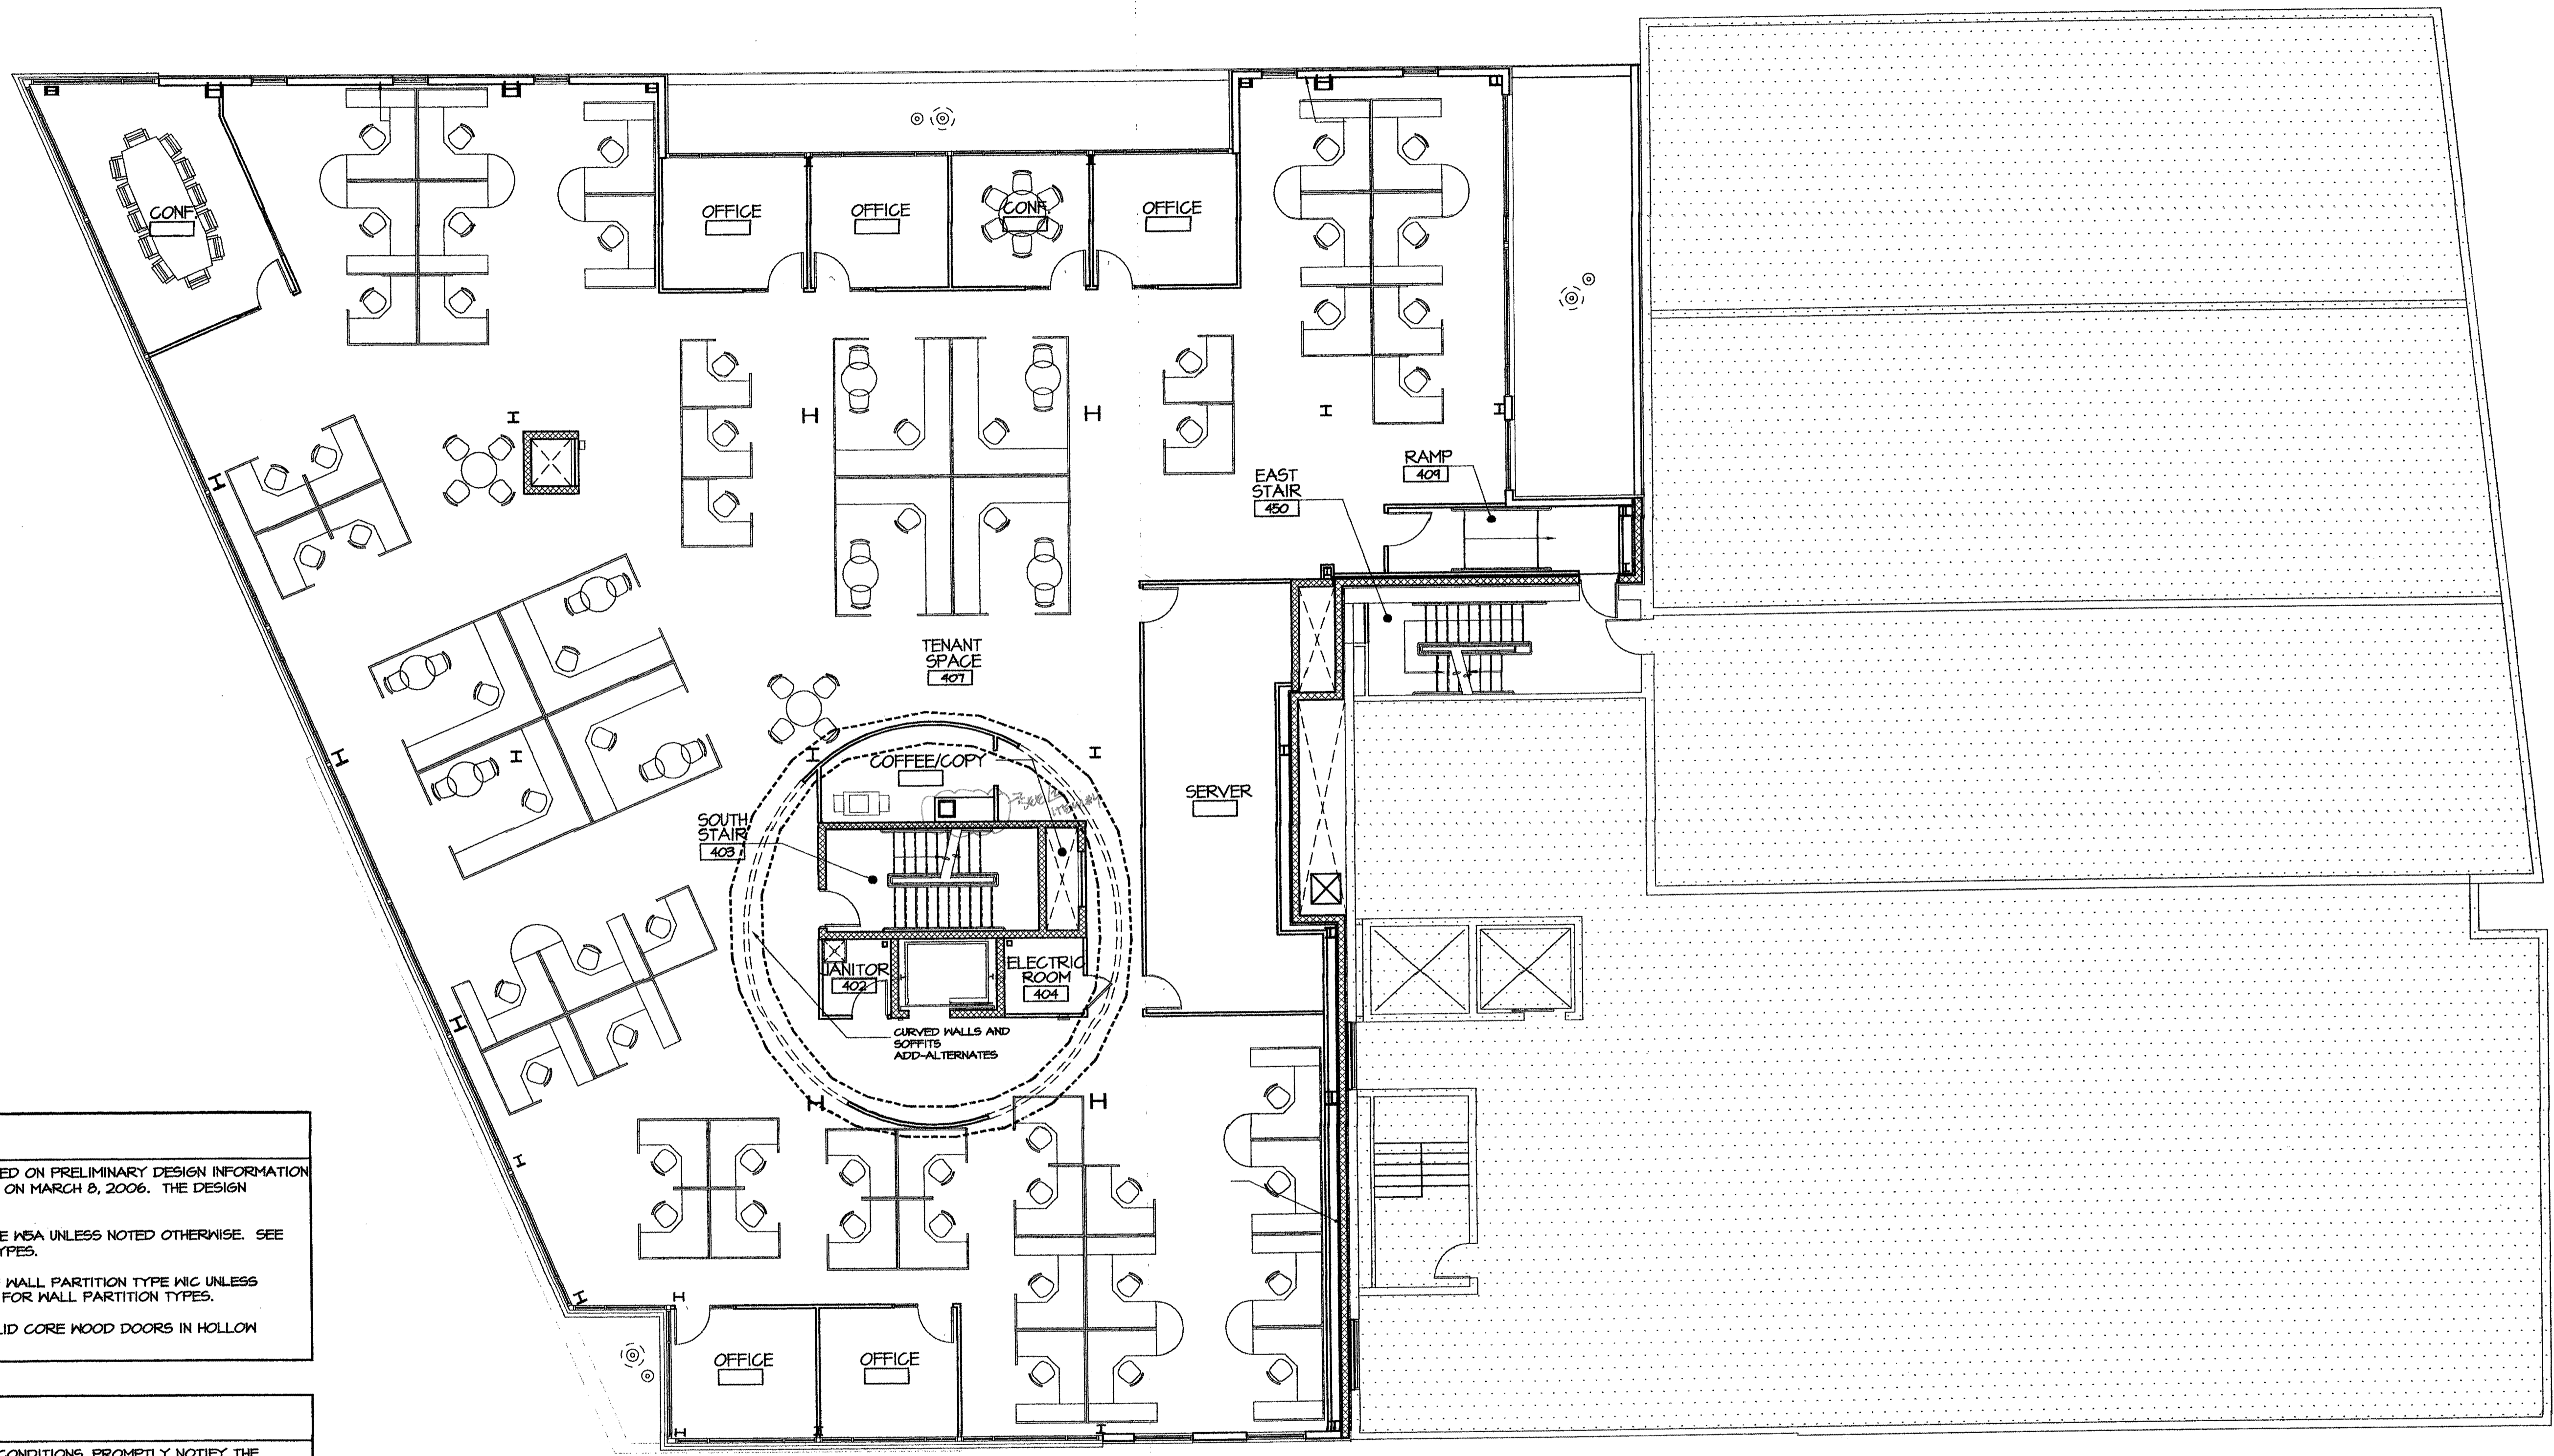 CONF.
OFFICE
OFFICE
CONF.
OFFICE
RAMP
409
EAST
STAIR
450
TENANT
SPACE
407
COFFEE/COPY
SERVER
SOUTH
STAIR
403
JANITOR
402
ELECTRIC
ROOM
404
CURVED WALLS AND
SOFFITS
ADD-ALTERNATES
OFFICE
OFFICE
ED ON PRELIMINARY DESIGN INFORMATION
ON MARCH 8, 2006. THE DESIGN
E W5A UNLESS NOTED OTHERWISE. SEE
YPES.
WALL PARTITION TYPE W1C UNLESS
FOR WALL PARTITION TYPES.
LID CORE WOOD DOORS IN HOLLOW
CONDITIONS, PROMPTLY NOTIFY THE